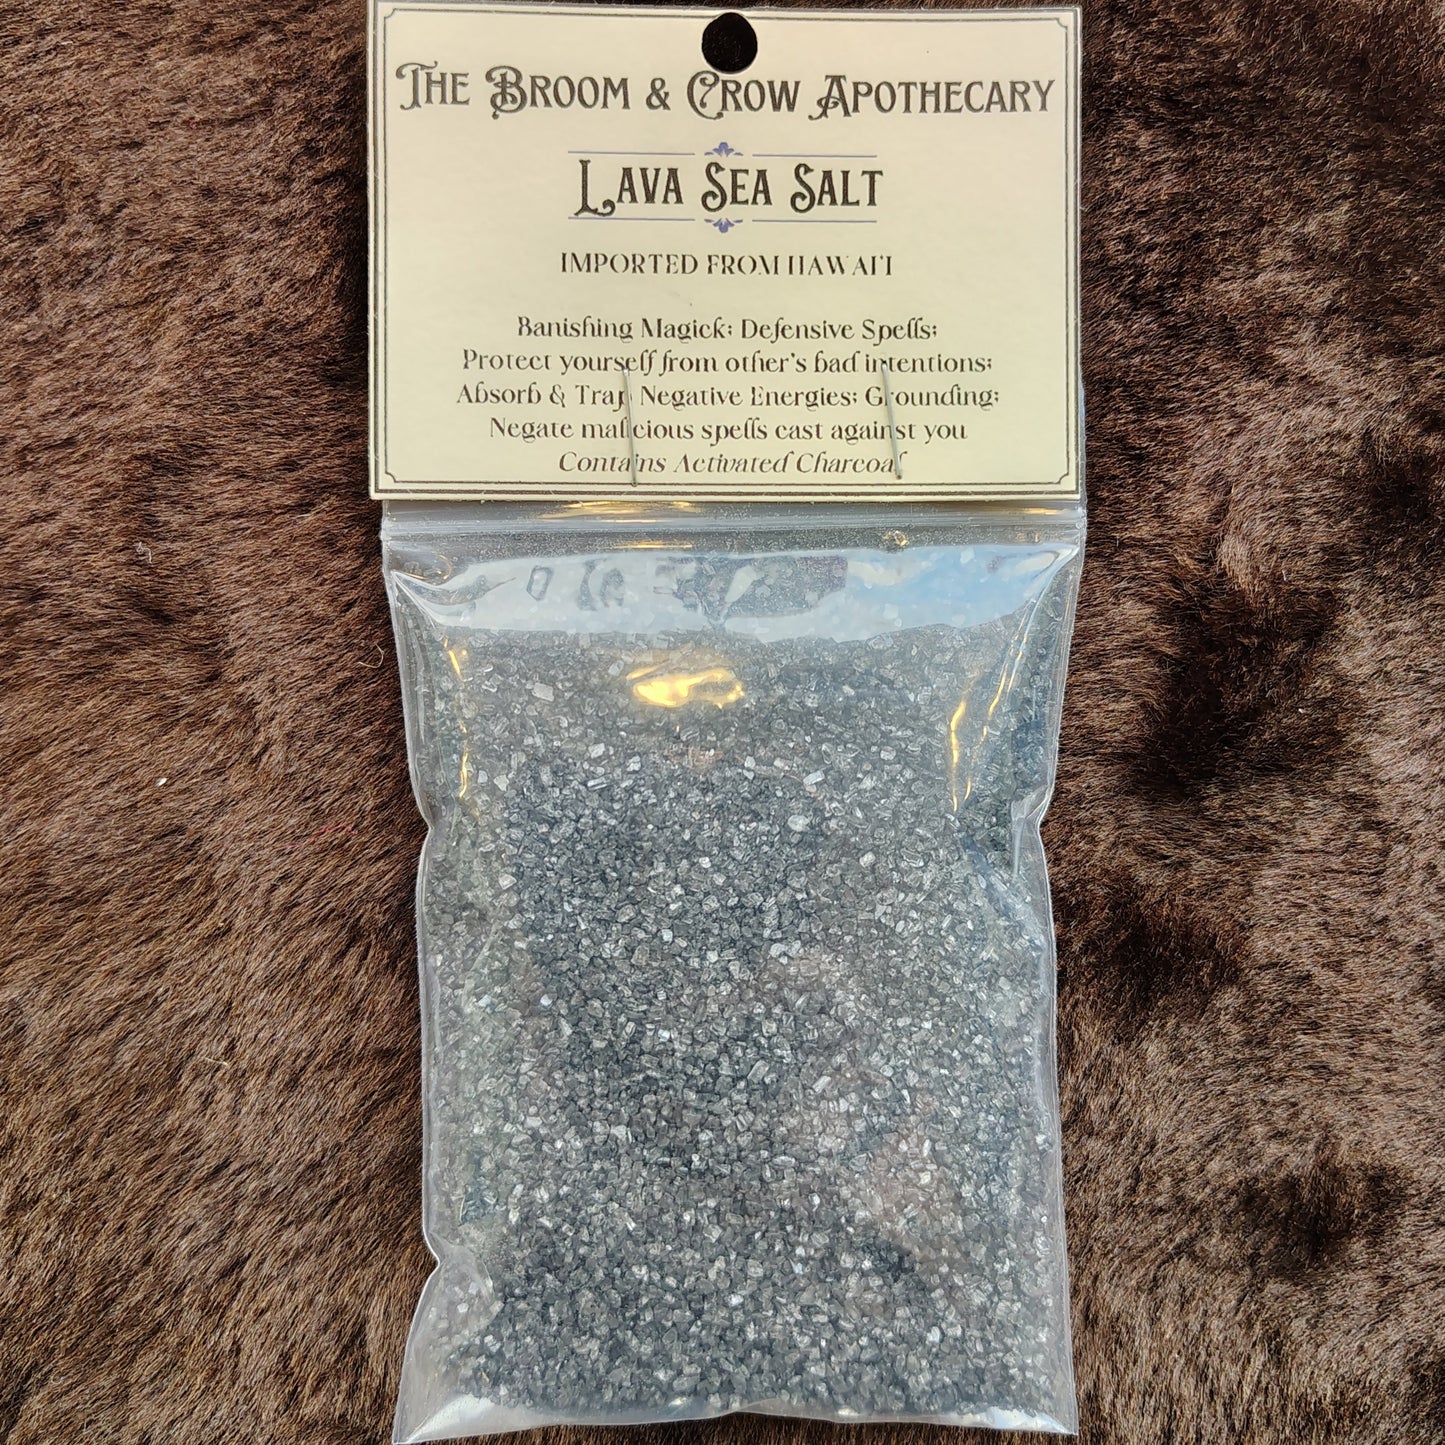 The Broom & Crow Apothecary
Lava Sea Salt
IMPORTED FROM HAWAI'I
Banishing Magick; Defensive Spells;
Protect yourself from other's bad intentions;
Absorb & Trap Negative Energies; Grounding;
Negate malicious spells cast against you
Contains Activated Charcoal